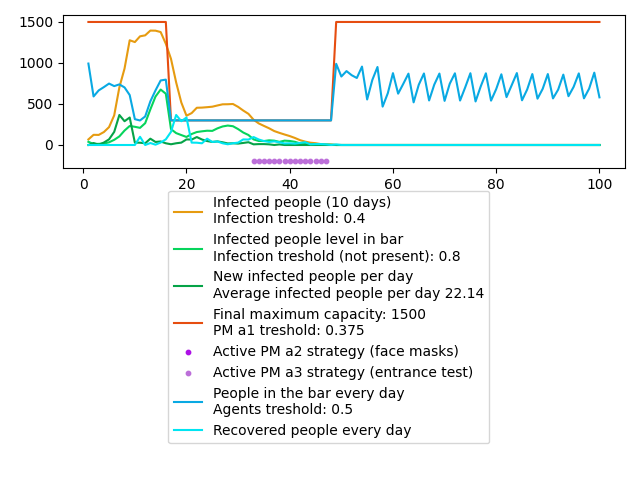 1500
1000
500
0
0 20 40 60 80 100
Infected people (10 days)
Infection treshold: 0.4
Infected people level in bar
Infection treshold (not present): 0.8
New infected people per day
Average infected people per day 22.14
Final maximum capacity: 1500
PM a1 treshold: 0.375
Active PM a2 strategy (face masks)
Active PM a3 strategy (entrance test)
People in the bar every day
Agents treshold: 0.5
Recovered people every day